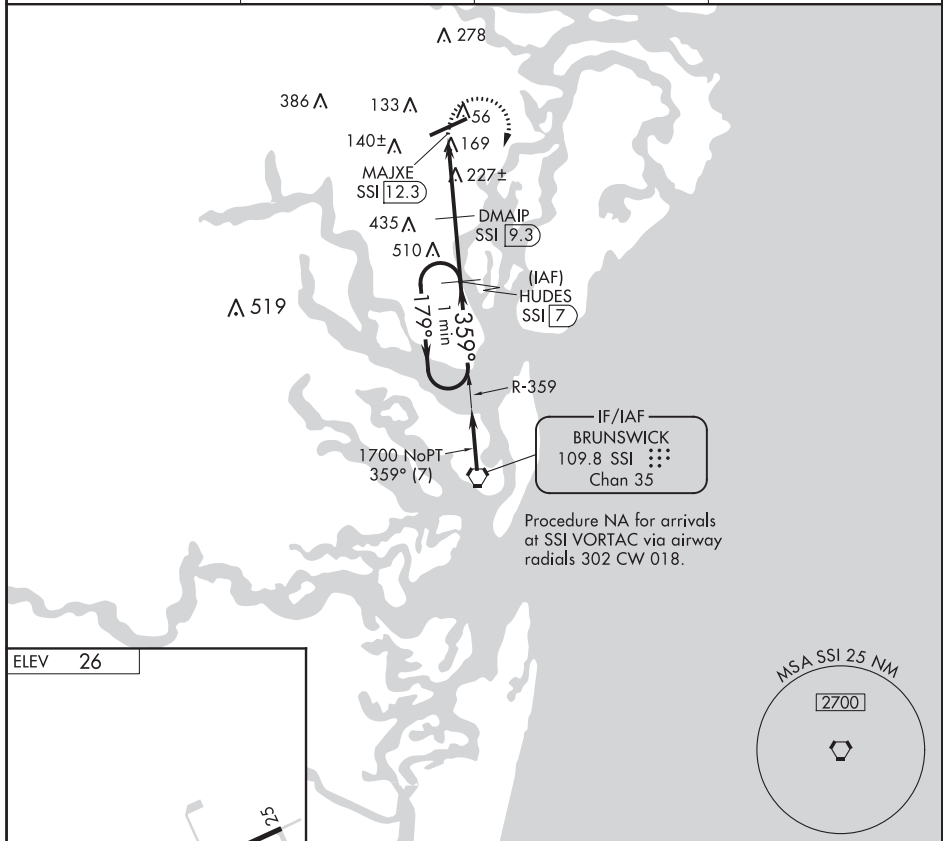 278
386
133
56
140±
169
MAJXE
SSI 12.3
227±
DMAIP
SSI 9.3
435
510
(IAF)
HUDES
SSI 7
519
179°
1 min
359°
R-359
IF/IAF
BRUNSWICK
109.8 SSI
Chan 35
1700 NoPT
359° (7)
Procedure NA for arrivals
at SSI VORTAC via airway
radials 302 CW 018.
ELEV 26
25
MSA SSI 25 NM
2700